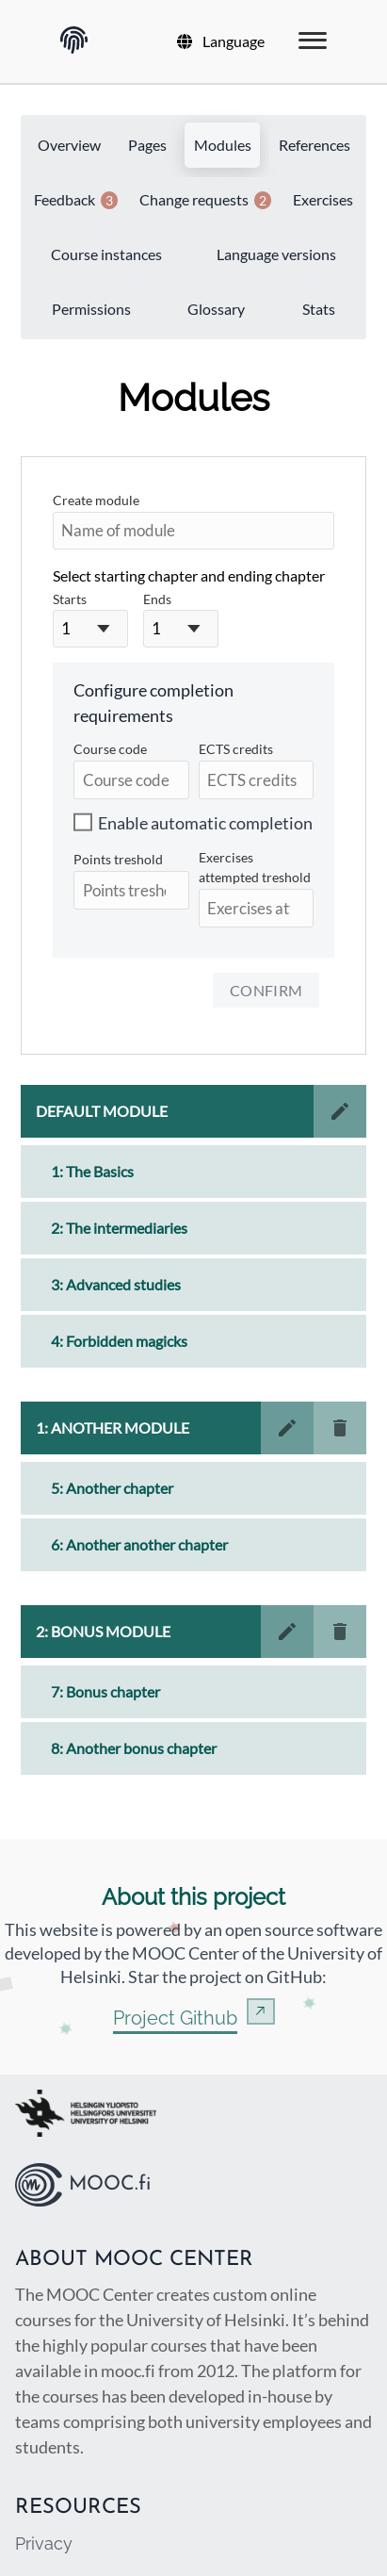 Language
Overview
Pages
Modules
References
Feedback 3
Change requests 2
Exercises
Course instances
Language versions
Permissions
Glossary
Stats
Modules
Create module
Name of module
Select starting chapter and ending chapter
Starts
Ends
1
1
Configure completion
requirements
Course code
ECTS credits
Course code
ECTS credits
Enable automatic completion
Points treshold
Exercises
attempted treshold
Points tresho
Exercises at
CONFIRM
DEFAULT MODULE
1: The Basics
2: The intermediaries
3: Advanced studies
4: Forbidden magicks
1: ANOTHER MODULE
5: Another chapter
6: Another another chapter
2: BONUS MODULE
7: Bonus chapter
8: Another bonus chapter
About this project
This website is powered by an open source software
developed by the MOOC Center of the University of
Helsinki. Star the project on GitHub:
Project Github
HELSINGIN YLIOPISTO
HELSINGFORS UNIVERSITET
UNIVERSITY OF HELSINKI
MOOC.fi
ABOUT MOOC CENTER
The MOOC Center creates custom online
courses for the University of Helsinki. It’s behind
the highly popular courses that have been
available in mooc.fi from 2012. The platform for
the courses has been developed in-house by
teams comprising both university employees and
students.
RESOURCES
Privacy